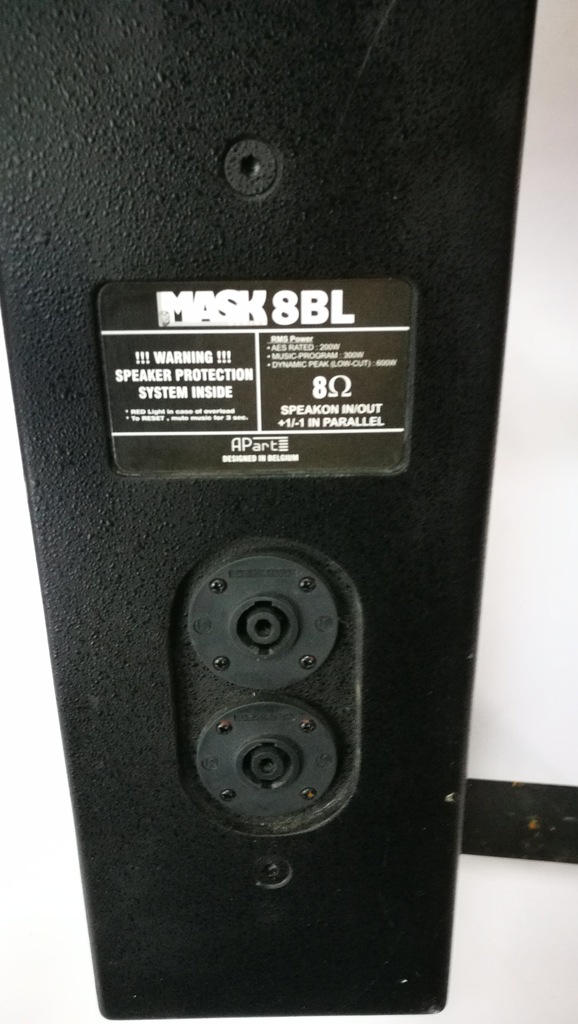 MASK 8BL
!!! WARNING !!!
SPEAKER PROTECTION
SYSTEM INSIDE
* RED Light in case of overload
* To RESET , mute music for 3 sec.
RMS Power
• AES RATED : 200W
• MUSIC-PROGRAM : 300W
• DYNAMIC PEAK (LOW-CUT) : 600W
8Ω
SPEAKON IN/OUT
+1/-1 IN PARALLEL
APart
DESIGNED IN BELGIUM